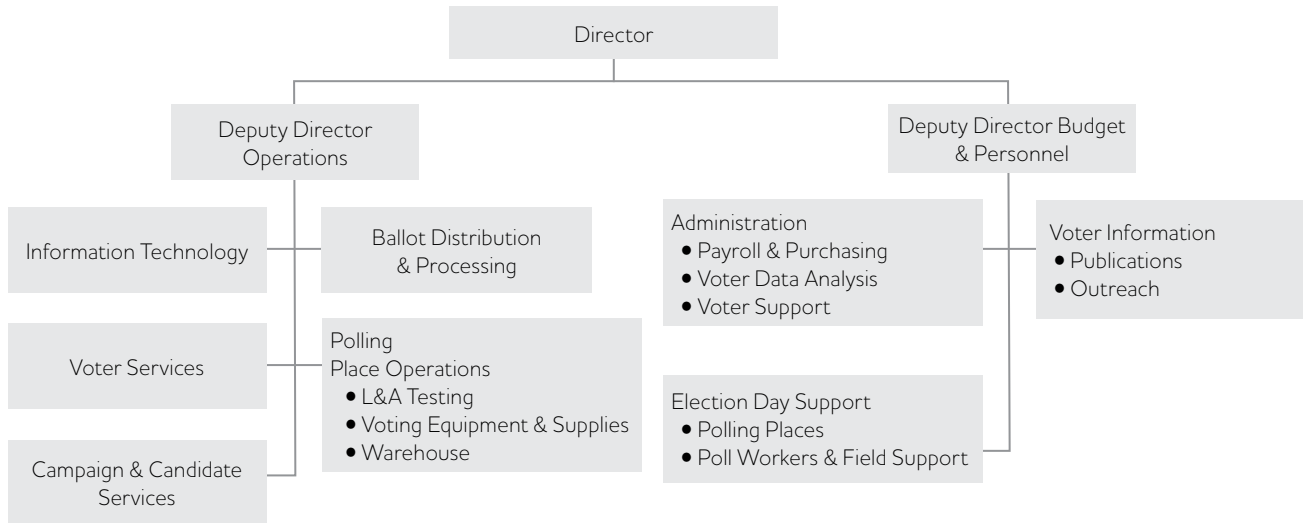 Director
Deputy Director
Operations
Deputy Director Budget
& Personnel
Information Technology
Ballot Distribution
& Processing
Voter Services
Polling
Place Operations
• L&A Testing
• Voting Equipment & Supplies
• Warehouse
Campaign & Candidate
Services
Administration
• Payroll & Purchasing
• Voter Data Analysis
• Voter Support
Voter Information
• Publications
• Outreach
Election Day Support
• Polling Places
• Poll Workers & Field Support